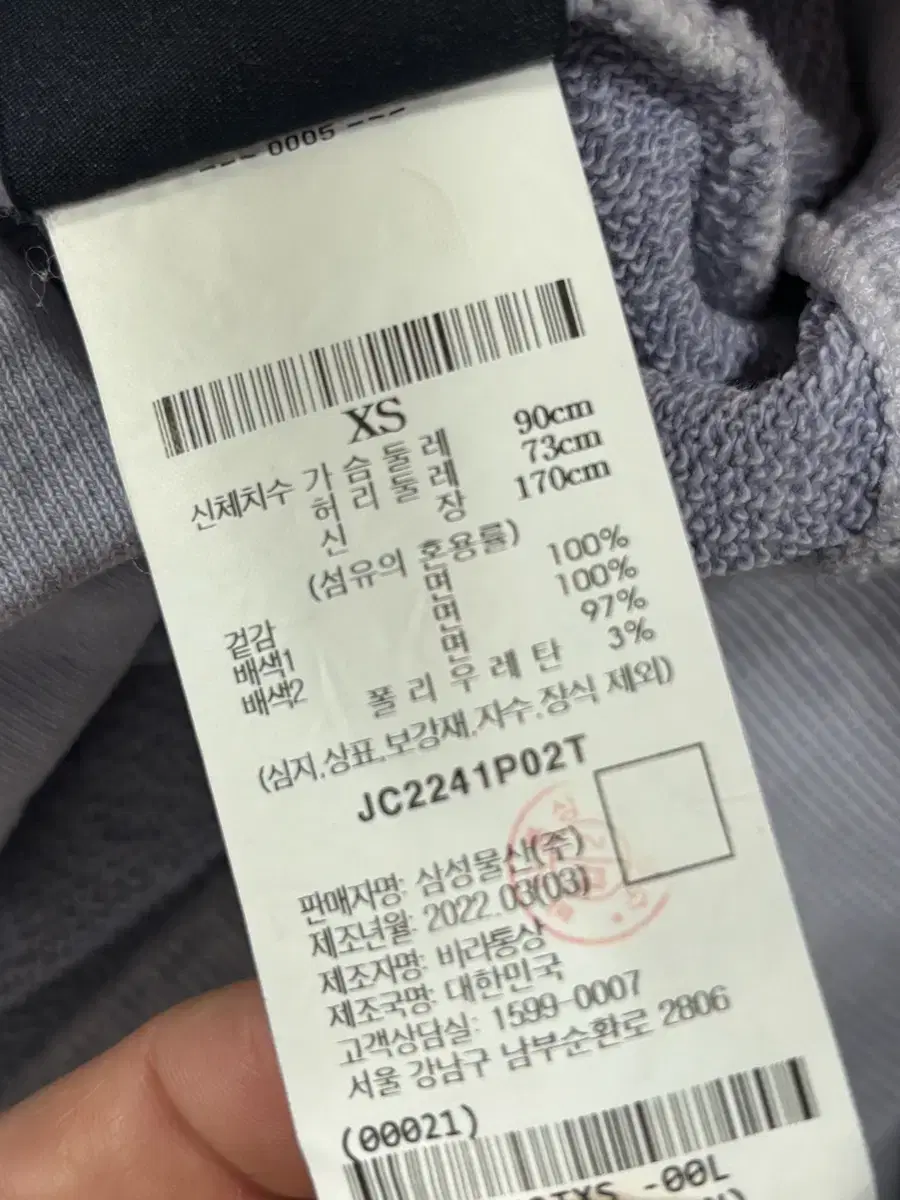 --- 0005 ---
XS
신체치수 가슴둘레 90cm
허리둘레 73cm
신장 170cm
(섬유의 혼용률)
겉감 면 100%
배색1 면 100%
배색2 면 97%
폴리우레탄 3%
(심지,상표,보강재,자수,장식 제외)
JC2241P02T
판매자명: 삼성물산(주)
제조년월: 2022.03(03)
제조자명: 비라통상
제조국명: 대한민국
고객상담실: 1599-0007
서울 강남구 남부순환로 2806
(00021)
-00L